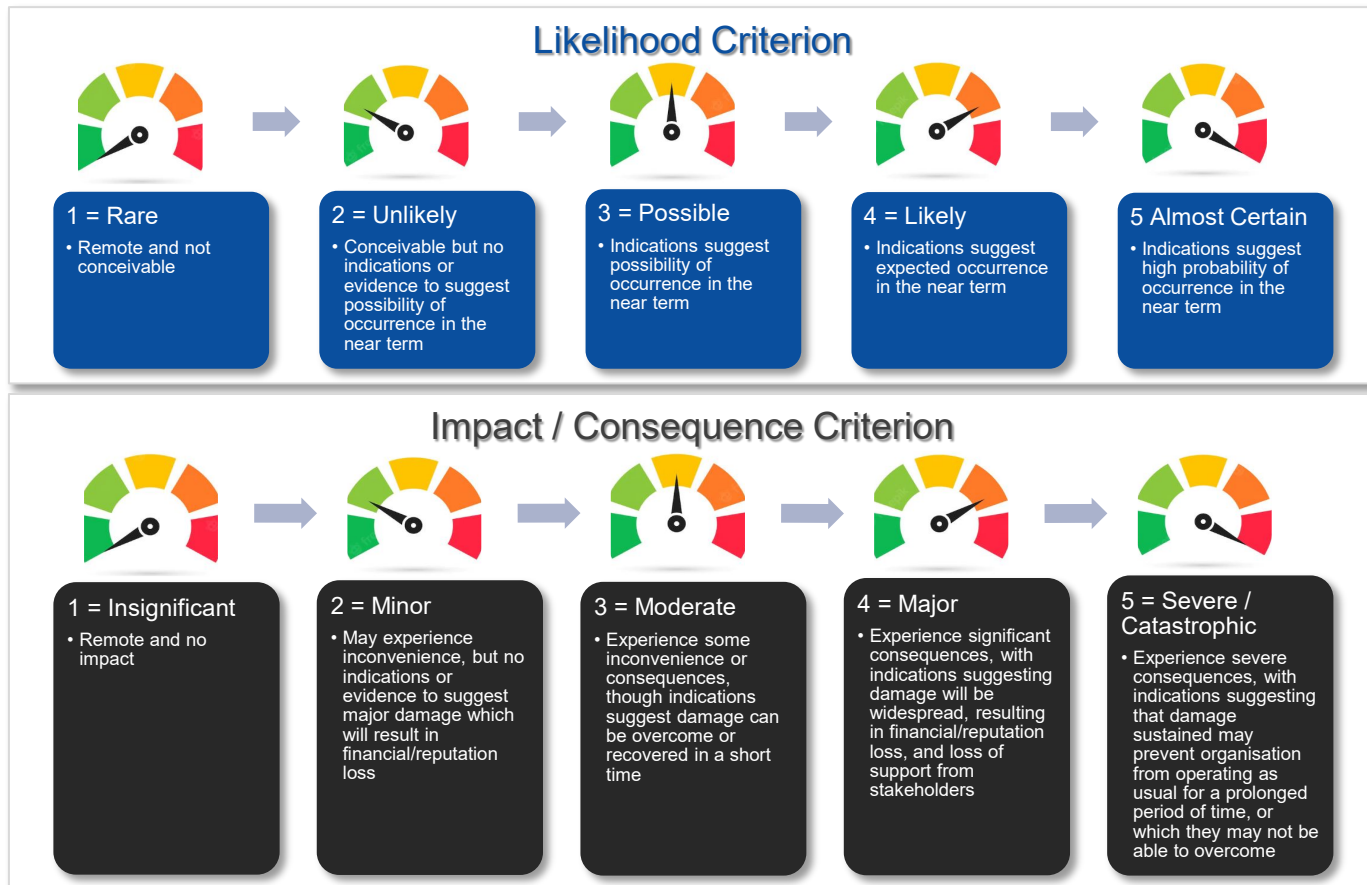 Likelihood Criterion
1 = Rare
• Remote and not
conceivable
2 = Unlikely
• Conceivable but no
indications or
evidence to suggest
possibility of
occurrence in the
near term
3 = Possible
• Indications suggest
possibility of
occurrence in the
near term
4 = Likely
• Indications suggest
expected occurrence
in the near term
5 Almost Certain
• Indications suggest
high probability of
occurrence in the
near term
Impact / Consequence Criterion
1 = Insignificant
• Remote and no
impact
2 = Minor
• May experience
inconvenience, but no
indications or
evidence to suggest
major damage which
will result in
financial/reputation
loss
3 = Moderate
• Experience some
inconvenience or
consequences,
though indications
suggest damage can
be overcome or
recovered in a short
time
4 = Major
• Experience significant
consequences, with
indications suggesting
damage will be
widespread, resulting
in financial/reputation
loss, and loss of
support from
stakeholders
5 = Severe /
Catastrophic
• Experience severe
consequences, with
indications suggesting
that damage
sustained may
prevent organisation
from operating as
usual for a prolonged
period of time, or
which they may not be
able to overcome